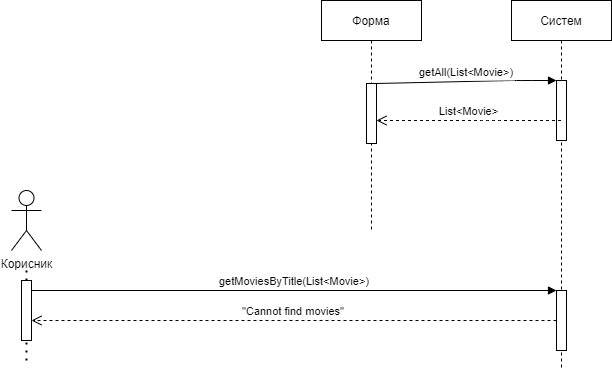 Форма
Систем
getAll(List<Movie>)
List<Movie>
Корисник
getMoviesByTitle(List<Movie>)
"Cannot find movies"